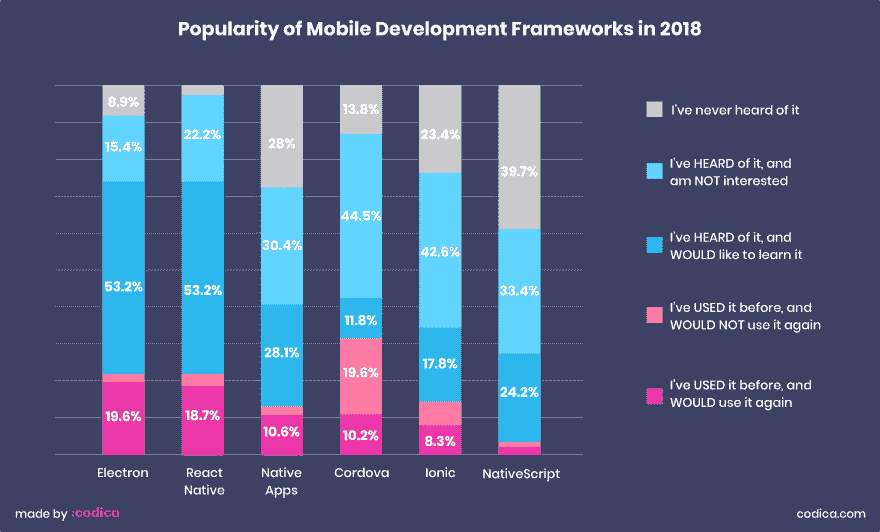 Popularity of Mobile Development Frameworks in 2018
8.9%
15.4%
53.2%
19.6%
22.2%
53.2%
18.7%
28%
30.4%
28.1%
10.6%
13.8%
44.5%
11.8%
19.6%
10.2%
23.4%
42.6%
17.8%
8.3%
39.7%
33.4%
24.2%
Electron
React
Native
Native
Apps
Cordova
Ionic
NativeScript
I've never heard of it
I've HEARD of it, and
am NOT interested
I've HEARD of it, and
WOULD like to learn it
I've USED it before, and
WOULD NOT use it again
I've USED it before, and
WOULD use it again
made by :codica
codica.com